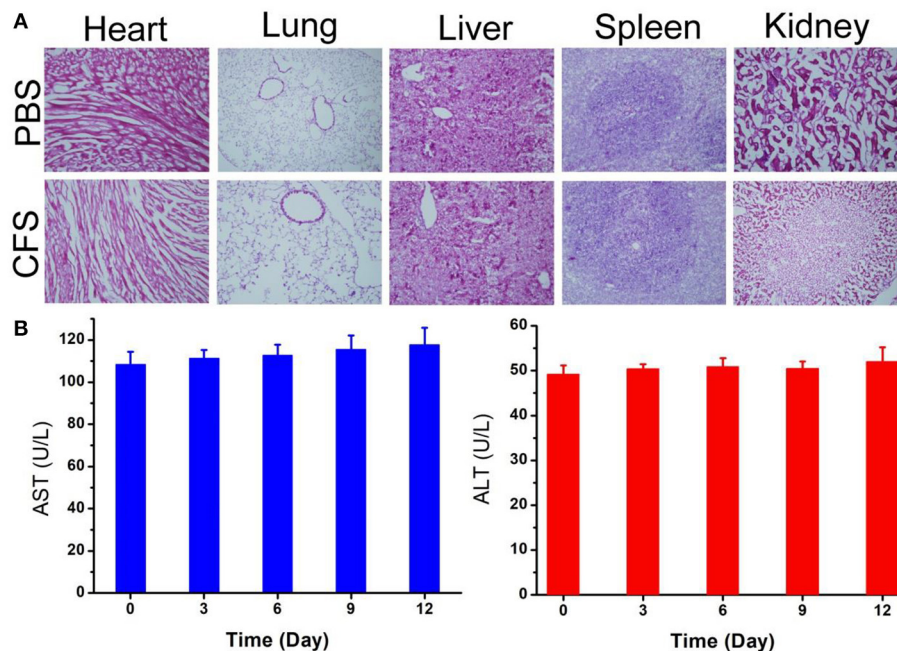 A
Heart Lung Liver Spleen Kidney
PBS
CFS
B
AST (U/L)
120
100
80
60
40
20
0
0 3 6 9 12
Time (Day)
ALT (U/L)
60
50
40
30
20
10
0
0 3 6 9 12
Time (Day)